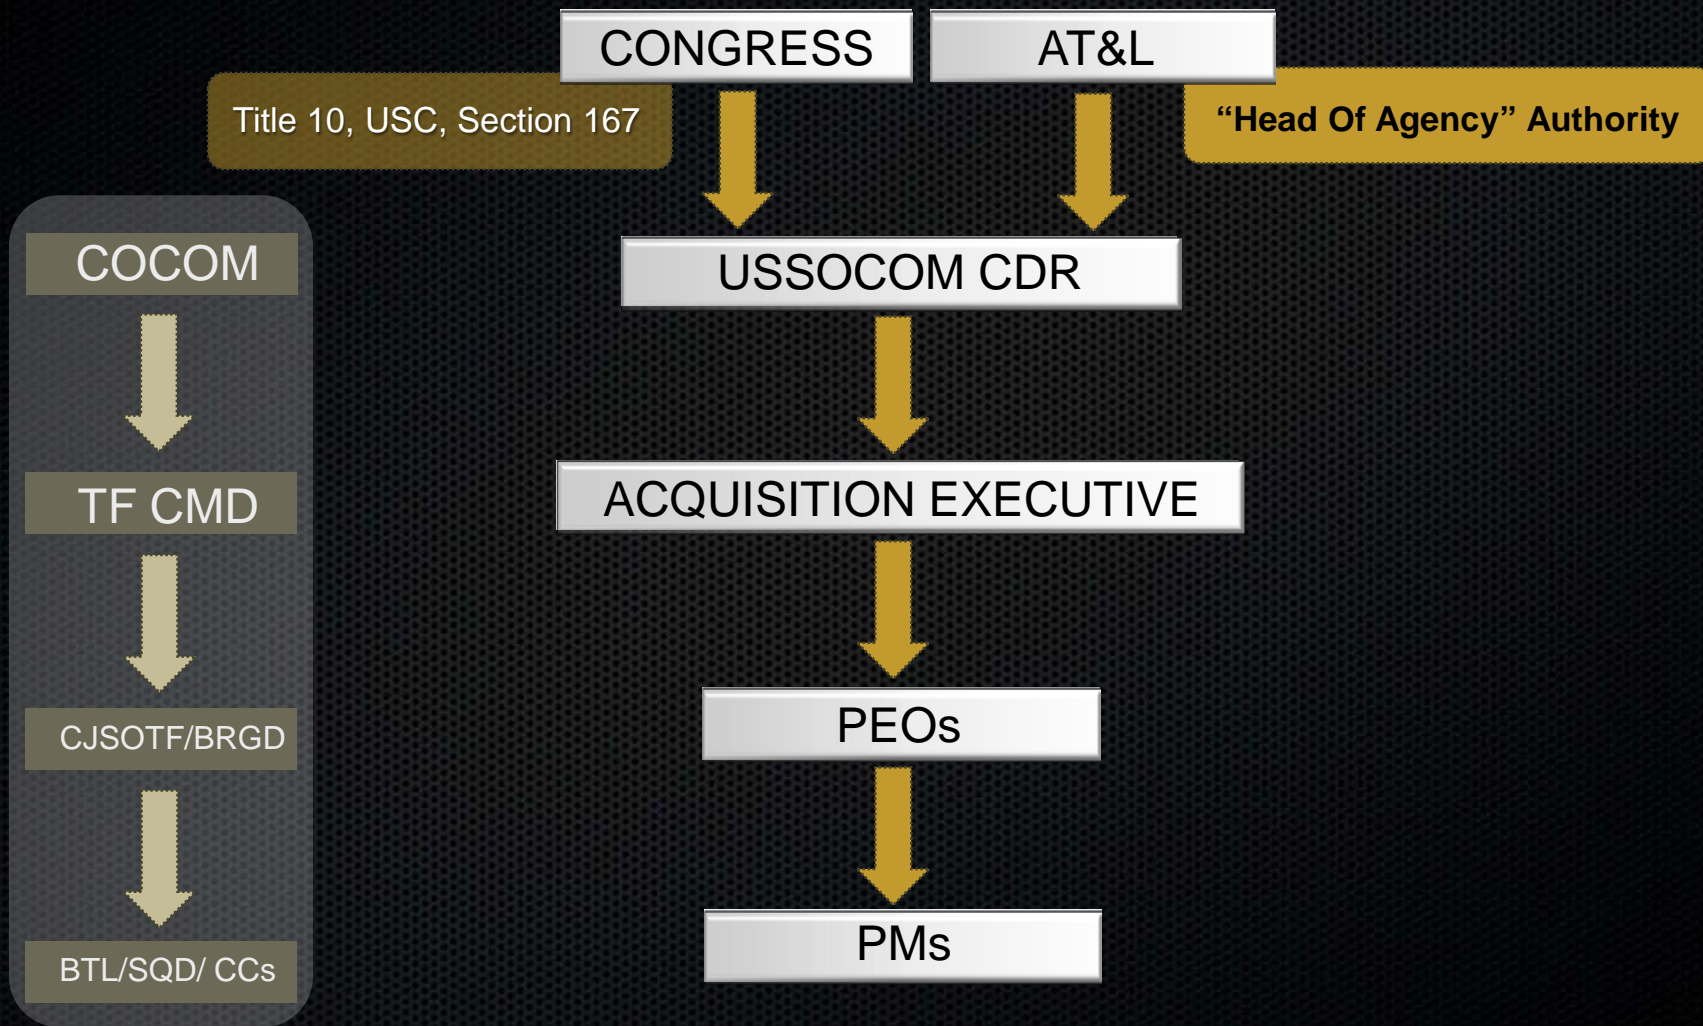 CONGRESS
AT&L
Title 10, USC, Section 167
“Head Of Agency” Authority
COCOM
USSOCOM CDR
TF CMD
ACQUISITION EXECUTIVE
CJSOTF/BRGD
PEOs
BTL/SQD/ CCs
PMs